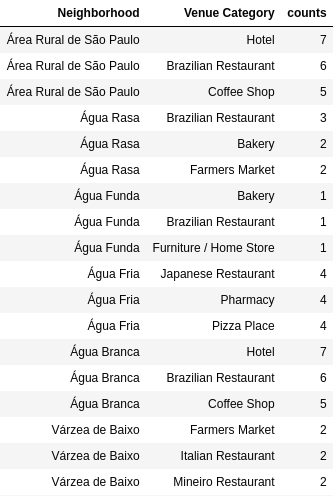 Neighborhood Venue Category counts
Área Rural de São Paulo Hotel 7
Área Rural de São Paulo Brazilian Restaurant 6
Área Rural de São Paulo Coffee Shop 5
Água Rasa Brazilian Restaurant 3
Água Rasa Bakery 2
Água Rasa Farmers Market 2
Água Funda Bakery 1
Água Funda Brazilian Restaurant 1
Água Funda Furniture / Home Store 1
Água Fria Japanese Restaurant 4
Água Fria Pharmacy 4
Água Fria Pizza Place 4
Água Branca Hotel 7
Água Branca Brazilian Restaurant 6
Água Branca Coffee Shop 5
Várzea de Baixo Farmers Market 2
Várzea de Baixo Italian Restaurant 2
Várzea de Baixo Mineiro Restaurant 2